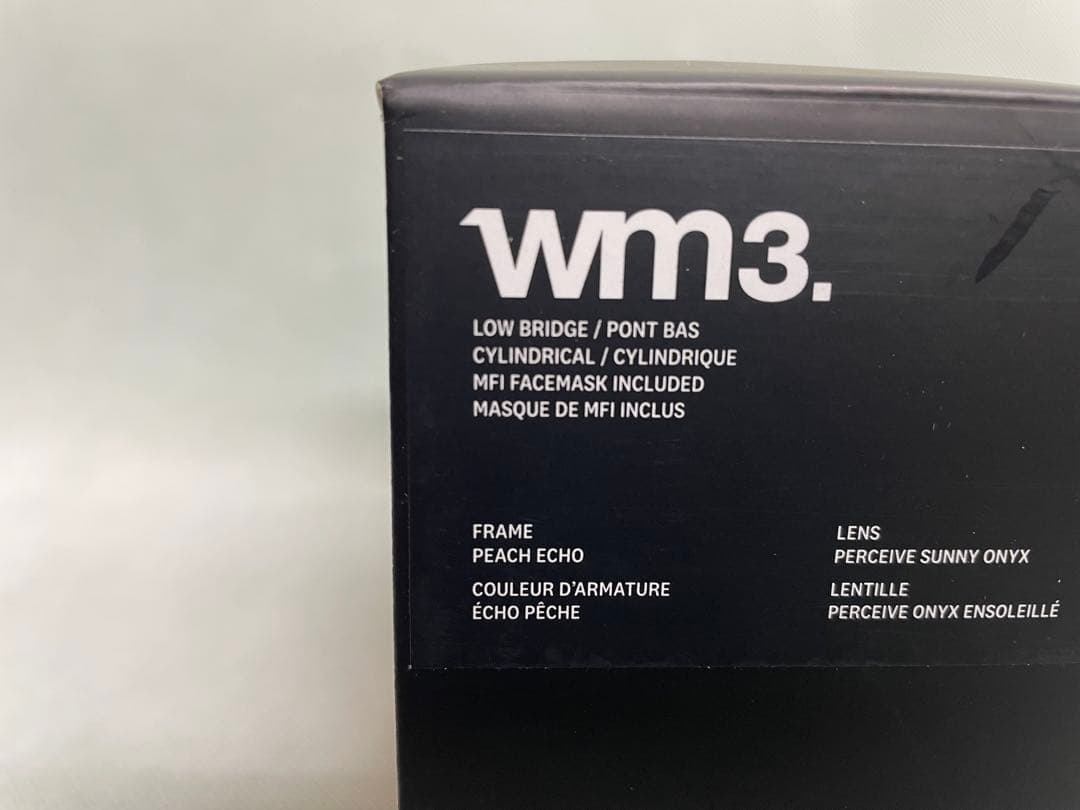 wm3.
LOW BRIDGE / PONT BAS
CYLINDRICAL / CYLINDRIQUE
MFI FACEMASK INCLUDED
MASQUE DE MFI INCLUS
FRAME
PEACH ECHO
COULEUR D'ARMATURE
ÉCHO PÊCHE
LENS
PERCEIVE SUNNY ONYX
LENTILLE
PERCEIVE ONYX ENSOLEILLÉ